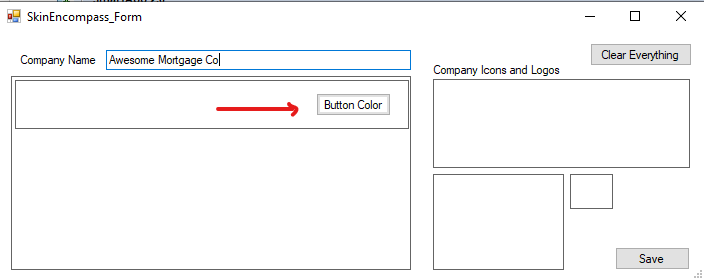 SkinEncompass_Form
Company Name Awesome Mortgage Co
Clear Everything
Company Icons and Logos
Button Color
Save